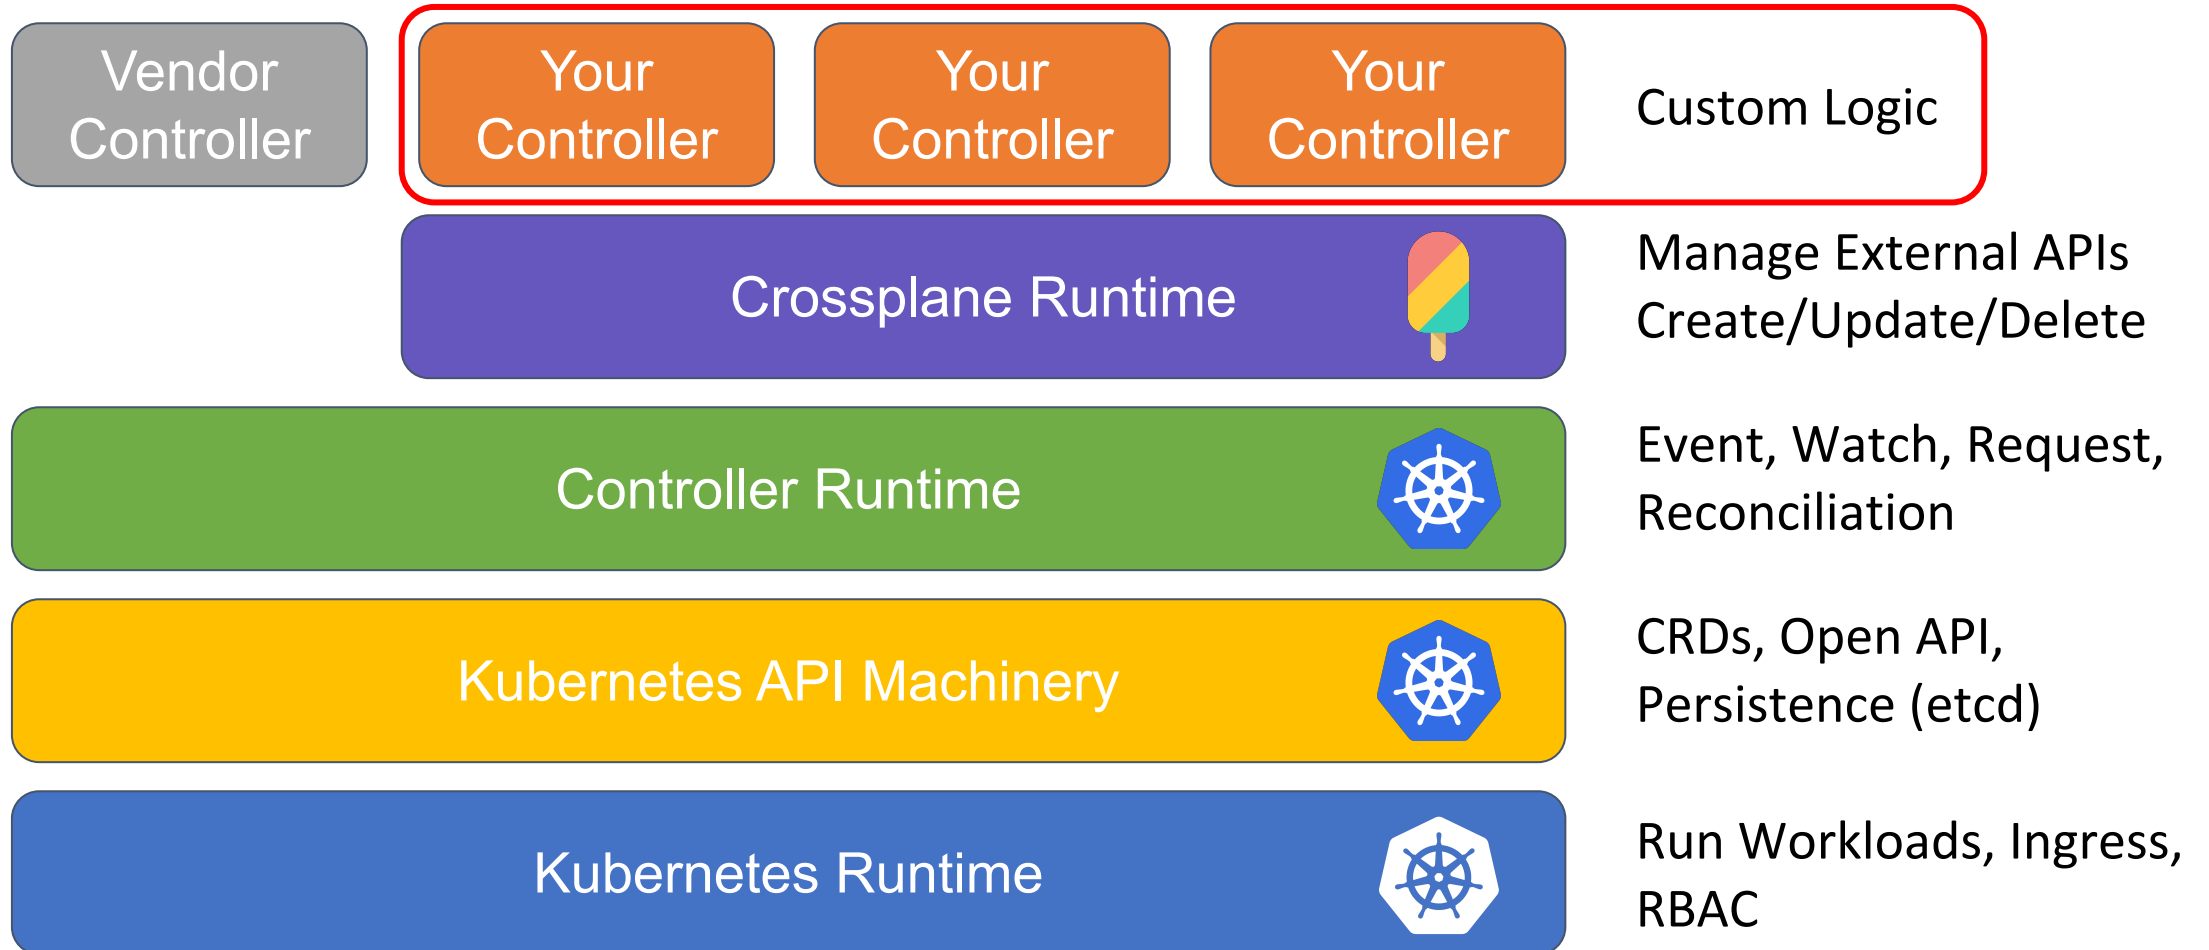 Vendor
Controller
Your
Controller
Your
Controller
Your
Controller
Custom Logic
Crossplane Runtime
Manage External APIs
Create/Update/Delete
Controller Runtime
Event, Watch, Request,
Reconciliation
Kubernetes API Machinery
CRDs, Open API,
Persistence (etcd)
Kubernetes Runtime
Run Workloads, Ingress,
RBAC